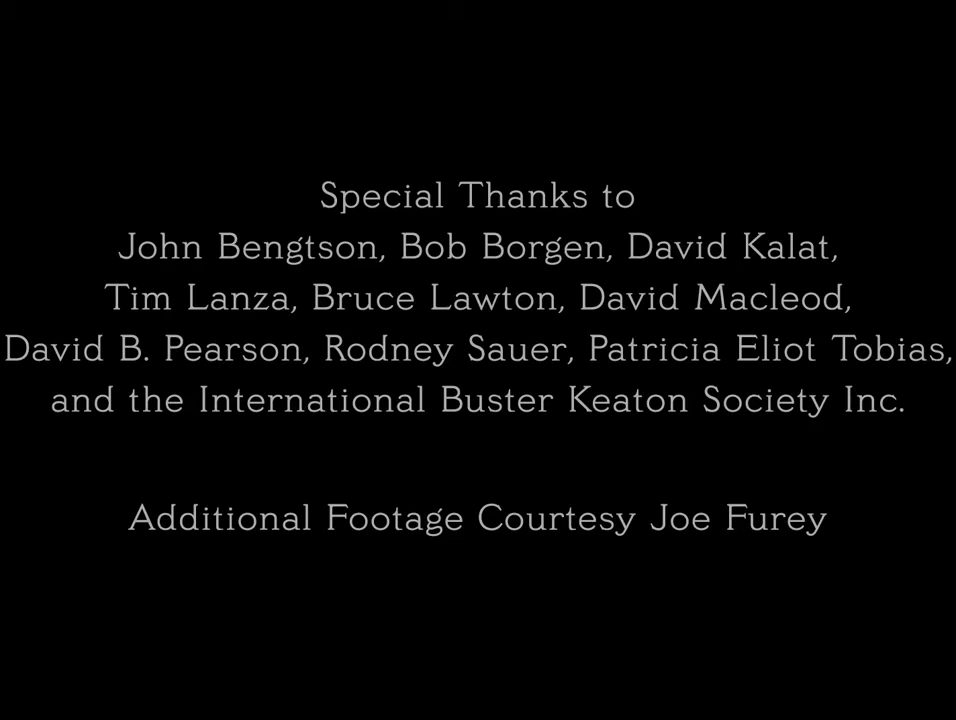 Special Thanks to
John Bengtson, Bob Borgen, David Kalat,
Tim Lanza, Bruce Lawton, David Macleod,
David B. Pearson, Rodney Sauer, Patricia Eliot Tobias,
and the International Buster Keaton Society Inc.
Additional Footage Courtesy Joe Furey